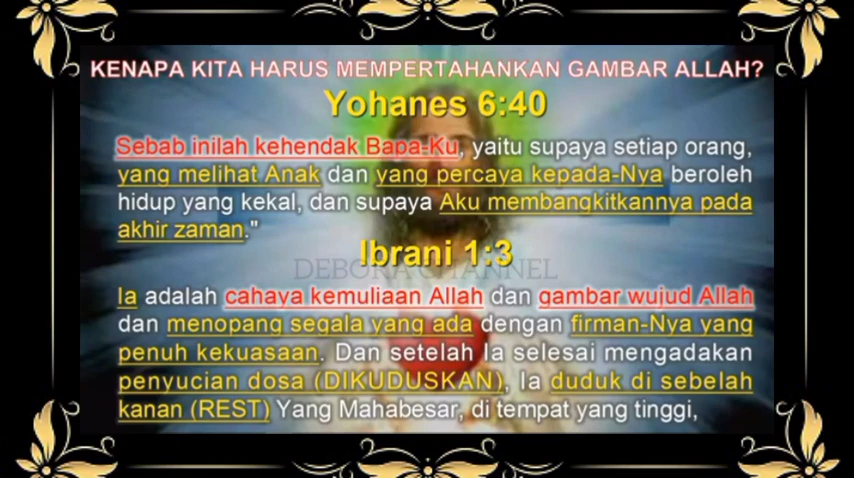 KENAPA KITA HARUS MEMPERTAHANKAN GAMBAR ALLAH?
Yohanes 6:40
Sebab inilah kehendak Bapa-Ku, yaitu supaya setiap orang,
yang melihat Anak dan yang percaya kepada-Nya beroleh
hidup yang kekal, dan supaya Aku membangkitkannya pada
akhir zaman."
Ibrani 1:3
DEBORA CHANNEL
Ia adalah cahaya kemuliaan Allah dan gambar wujud Allah
dan menopang segala yang ada dengan firman-Nya yang
penuh kekuasaan. Dan setelah Ia selesai mengadakan
penyucian dosa (DIKUDUSKAN), Ia duduk di sebelah
kanan (REST) Yang Mahabesar, di tempat yang tinggi,